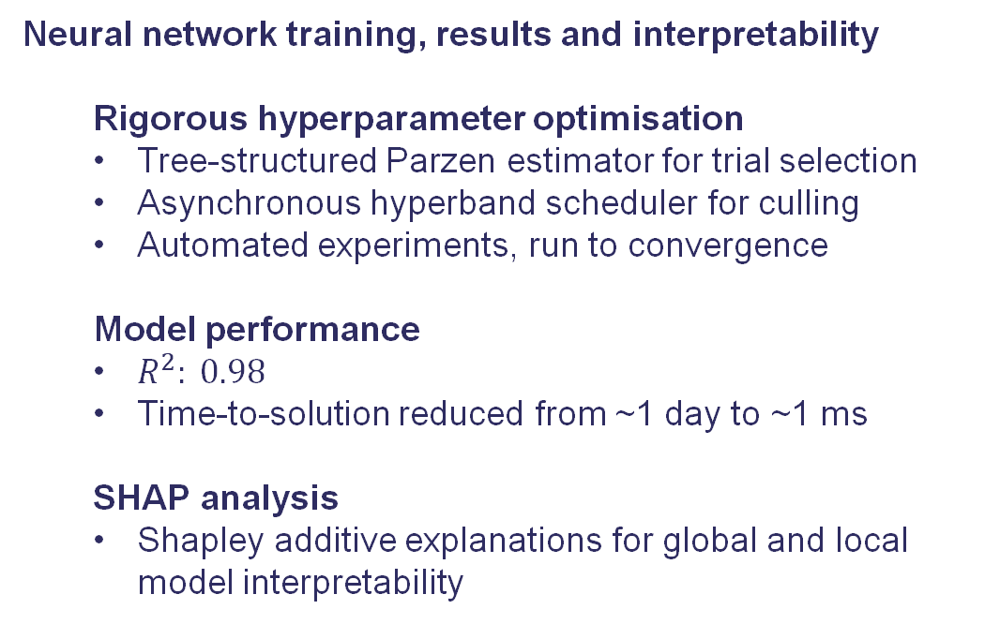 Neural network training, results and interpretability
Rigorous hyperparameter optimisation
• Tree-structured Parzen estimator for trial selection
• Asynchronous hyperband scheduler for culling
• Automated experiments, run to convergence
Model performance
• R²: 0.98
• Time-to-solution reduced from ~1 day to ~1 ms
SHAP analysis
• Shapley additive explanations for global and local
model interpretability